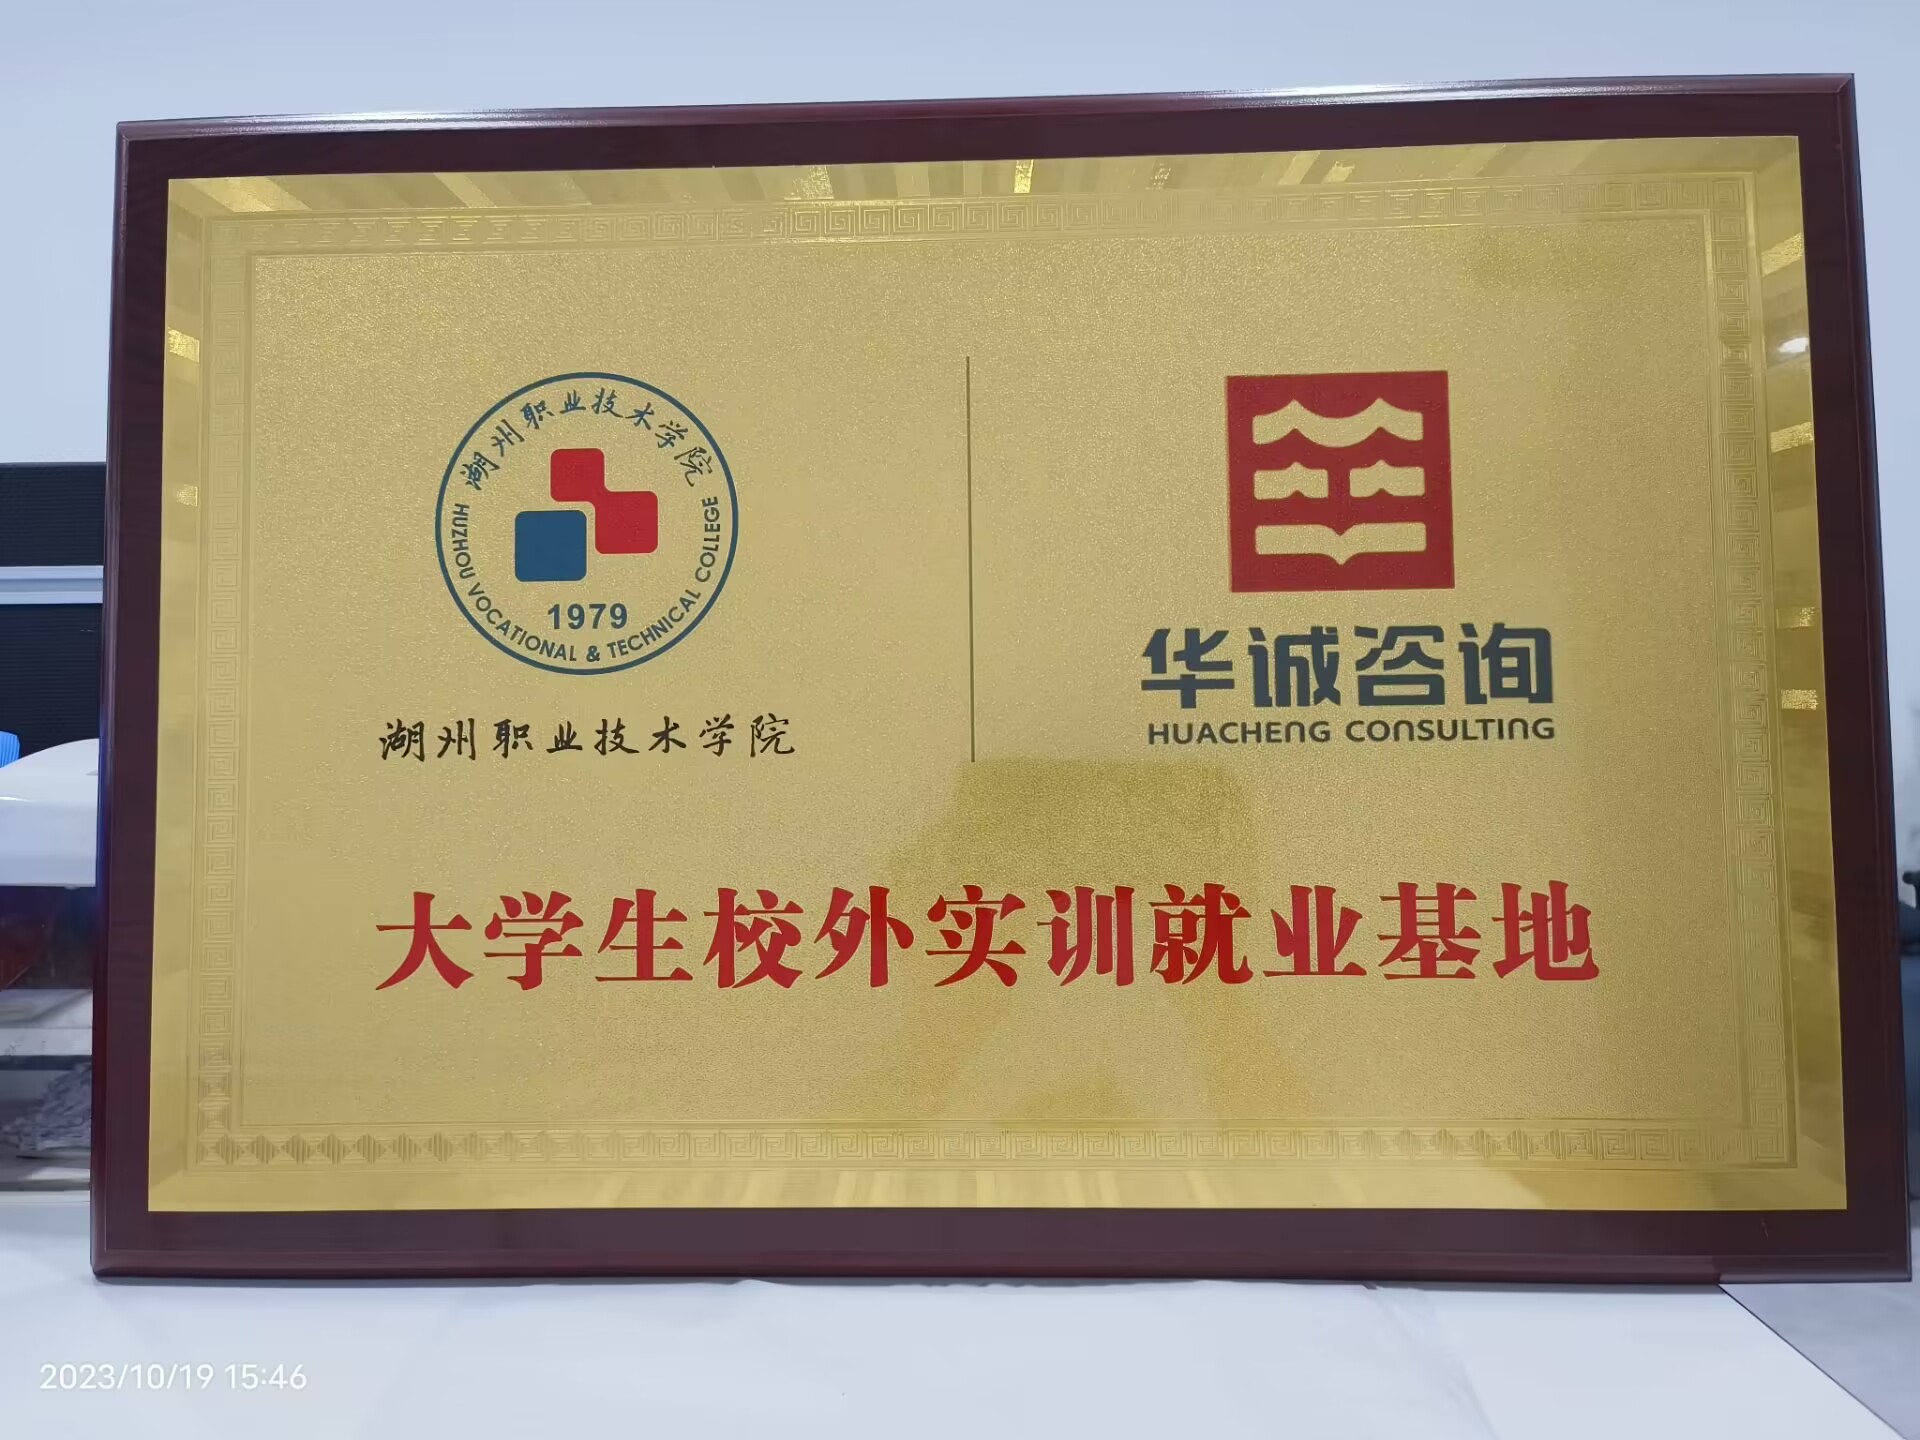 湖州职业技术学院
1979
HUZHOU VOCATIONAL & TECHNICAL COLLEGE
湖州职业技术学院
华诚咨询
HUACHENG CONSULTING
大学生校外实训就业基地
2023/10/19 15:46